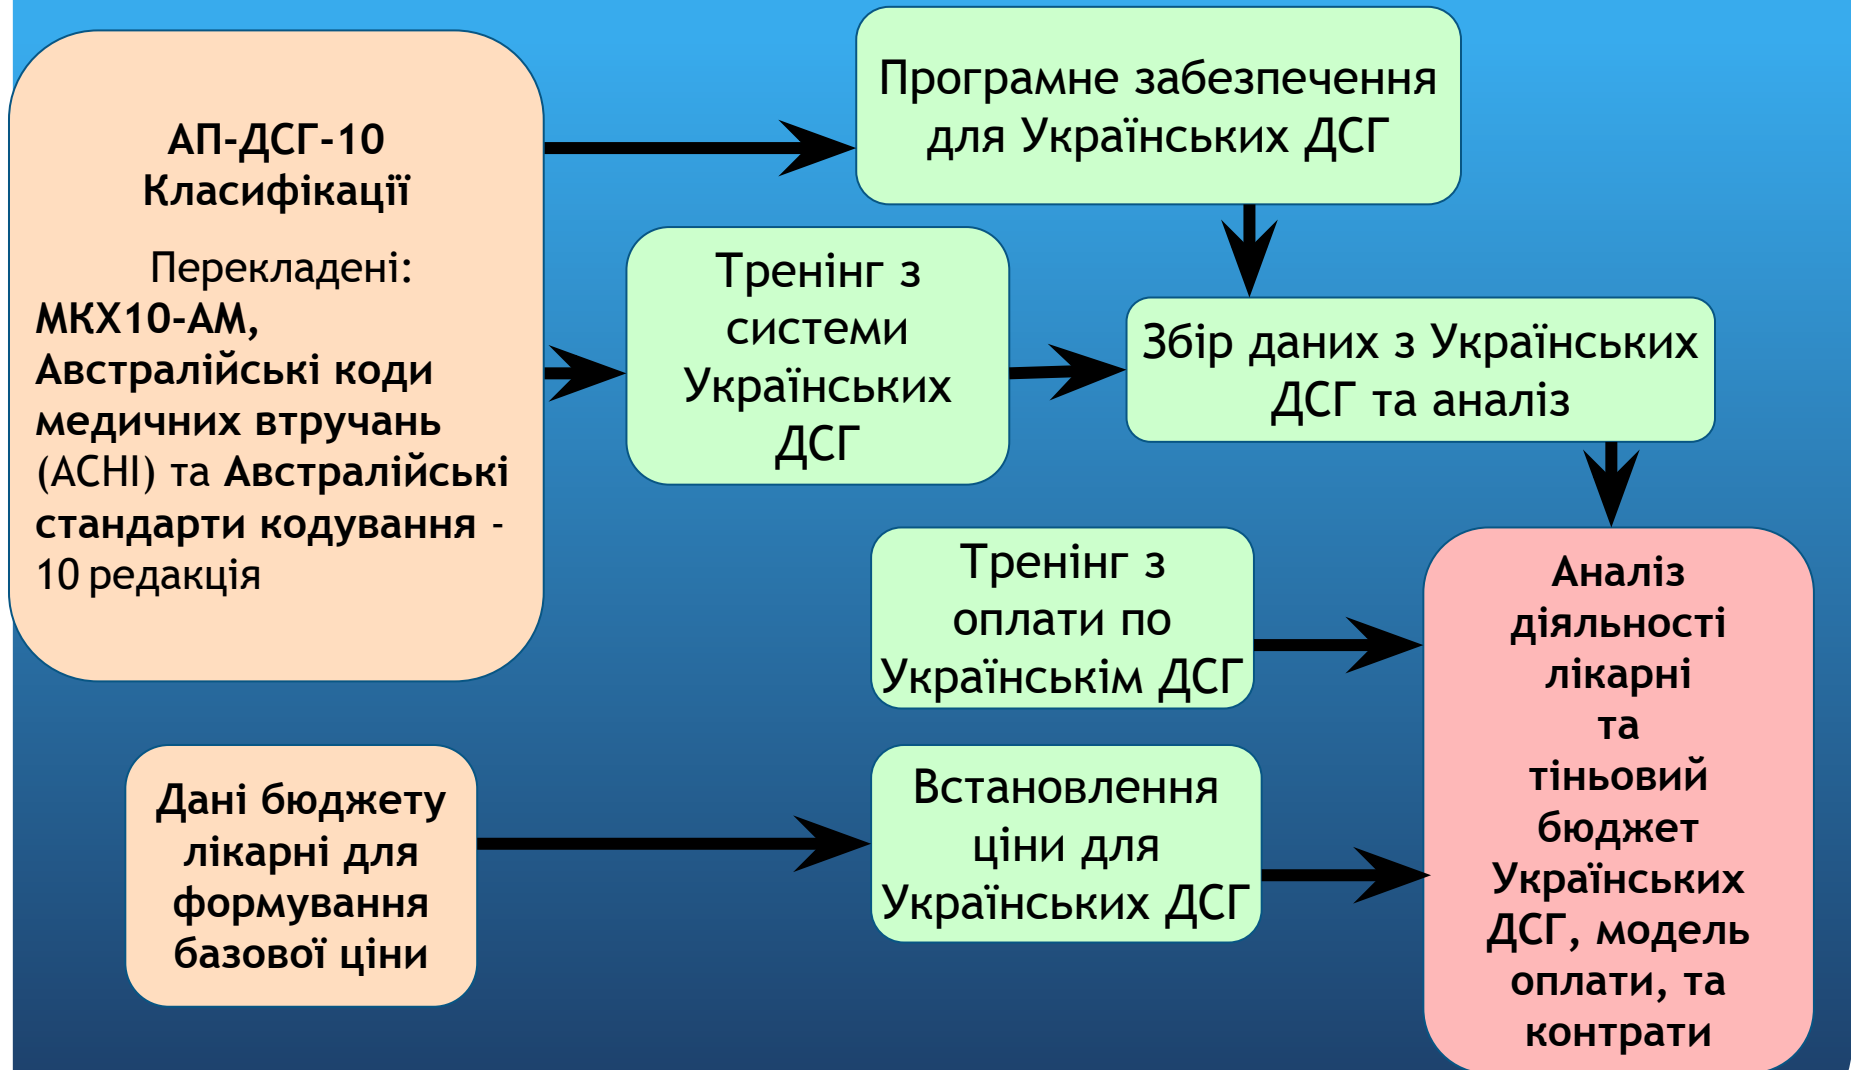 АП-ДСГ-10
Класифікації
Перекладені:
МКХ10-АМ,
Австралійські коди
медичних втручань
(ACHI) та Австралійські
стандарти кодування -
10 редакція
Програмне забезпечення
для Українських ДСГ
Тренінг з
системи
Українських
ДСГ
Збір даних з Українських
ДСГ та аналіз
Тренінг з
оплати по
Українськім ДСГ
Дані бюджету
лікарні для
формування
базової ціни
Встановлення
ціни для
Українських ДСГ
Аналіз
діяльності
лікарні
та
тіньовий
бюджет
Українських
ДСГ, модель
оплати, та
контрати